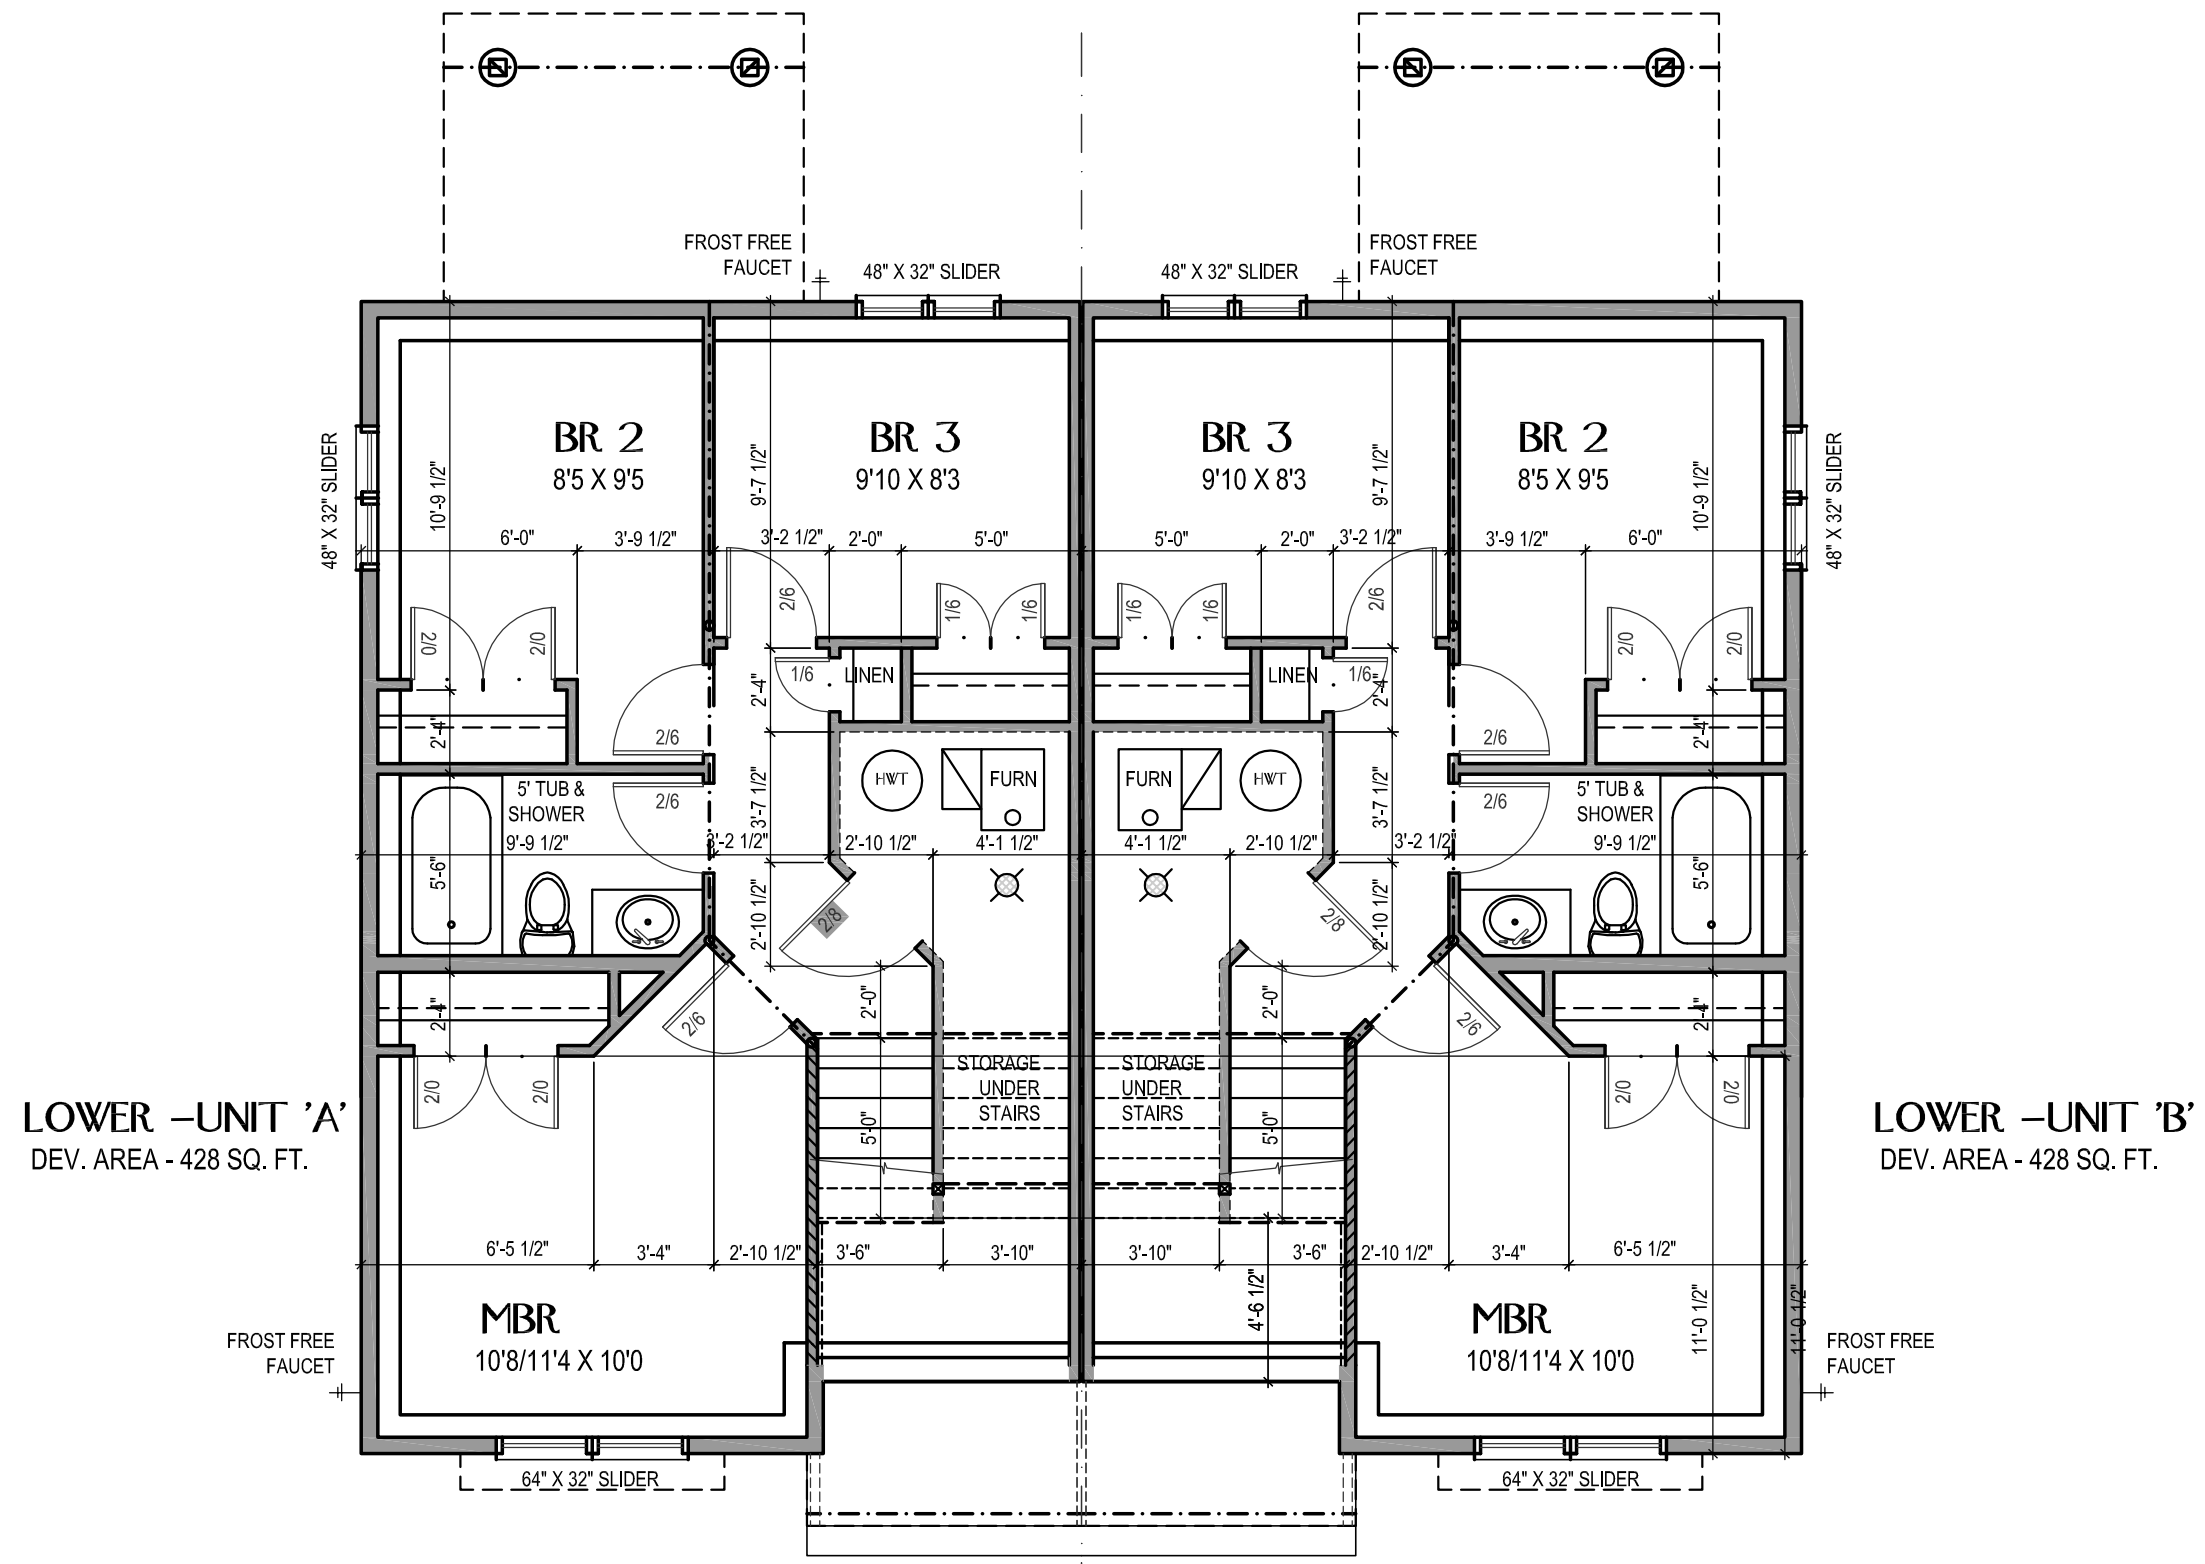 FROST FREE
FAUCET
48" X 32" SLIDER
48" X 32" SLIDER
FROST FREE
FAUCET
48" X 32" SLIDER
BR 2
8'5 X 9'5
BR 3
9'10 X 8'3
BR 3
9'10 X 8'3
BR 2
8'5 X 9'5
48" X 32" SLIDER
10'-9 1/2"
9'-7 1/2"
9'-7 1/2"
10'-9 1/2"
6'-0"
3'-9 1/2"
3'-2 1/2"
2'-0"
5'-0"
5'-0"
2'-0"
3'-2 1/2"
3'-9 1/2"
6'-0"
2/0
2/0
2/6
1/6
1/6
1/6
1/6
2/6
2/0
2/0
1/6
LINEN
LINEN
1/6
2'-4"
2'-4"
2'-4"
2'-4"
2/6
2/6
2/6
2/6
HWT
FURN
FURN
HWT
5' TUB &
SHOWER
5' TUB &
SHOWER
3'-7 1/2"
3'-7 1/2"
9'-9 1/2"
3'-2 1/2"
2'-10 1/2"
4'-1 1/2"
4'-1 1/2"
2'-10 1/2"
3'-2 1/2"
9'-9 1/2"
5'-6"
5'-6"
2'-10 1/2"
2/8
2/8
2'-10 1/2"
2'-4"
2/6
2'-0"
2'-0"
2/6
2'-4"
STORAGE
UNDER
STAIRS
STORAGE
UNDER
STAIRS
2/0
2/0
5'-0"
5'-0"
2/0
2/0
LOWER –UNIT 'A'
DEV. AREA - 428 SQ. FT.
LOWER –UNIT 'B'
DEV. AREA - 428 SQ. FT.
6'-5 1/2"
3'-4"
2'-10 1/2"
3'-6"
3'-10"
3'-10"
3'-6"
2'-10 1/2"
3'-4"
6'-5 1/2"
4'-6 1/2"
11'-0 1/2"
11'-0 1/2"
MBR
10'8/11'4 X 10'0
MBR
10'8/11'4 X 10'0
FROST FREE
FAUCET
FROST FREE
FAUCET
64" X 32" SLIDER
64" X 32" SLIDER